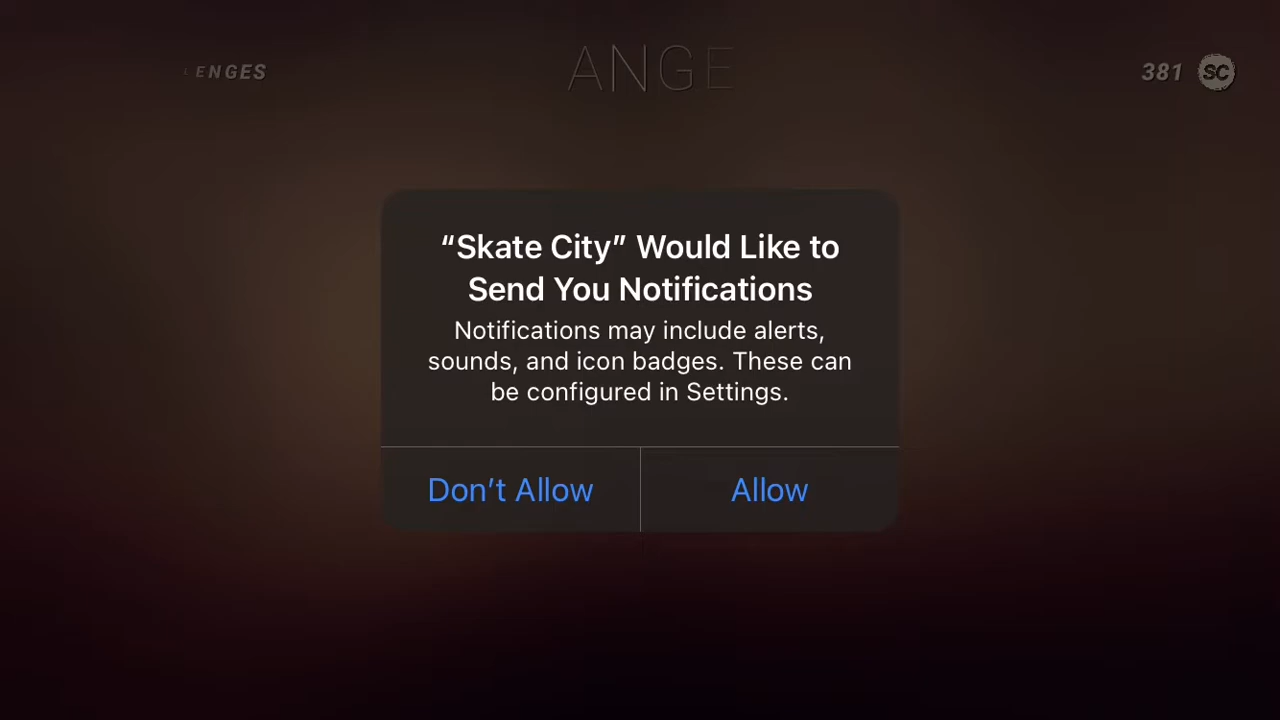 ENGES
ANGE
381 SC
“Skate City” Would Like to
Send You Notifications
Notifications may include alerts,
sounds, and icon badges. These can
be configured in Settings.
Don’t Allow
Allow